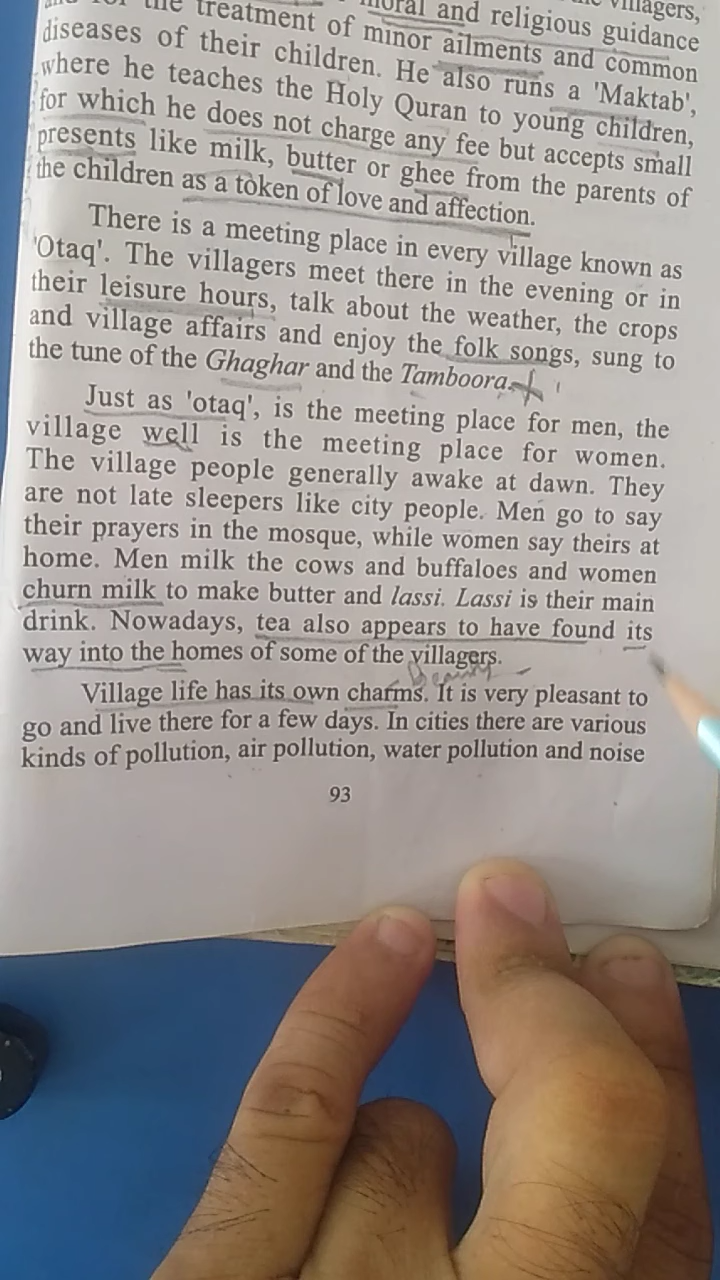 the treatment of moral and religious guidance
diseases of their children. He minor ailments and common
where he teaches the Holy Quran also runs a 'Maktab',
for which he does not charge any to young children,
presents like milk, butter or fee but accepts small
the children as a token of ghee from the parents of
love and affection.
There is a meeting place in every village known as
'Otaq'. The villagers meet there in the evening or in
their leisure hours, talk about the weather, the crops
and village affairs and enjoy the folk songs, sung to
the tune of the Ghaghar and the Tamboora.
Just as 'otaq', is the meeting place for men, the
village well is the meeting place for women.
The village people generally awake at dawn. They
are not late sleepers like city people. Men go to say
their prayers in the mosque, while women say theirs at
home. Men milk the cows and buffaloes and women
churn milk to make butter and lassi. Lassi is their main
drink. Nowadays, tea also appears to have found its
way into the homes of some of the villagers.
Beauty
Village life has its own charms. It is very pleasant to
go and live there for a few days. In cities there are various
kinds of pollution, air pollution, water pollution and noise
93